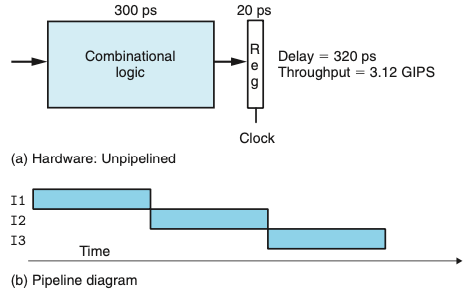 300 ps
20 ps
Combinational
logic
R
e
g
Delay = 320 ps
Throughput = 3.12 GIPS
Clock
(a) Hardware: Unpipelined
I1
I2
I3
Time
(b) Pipeline diagram